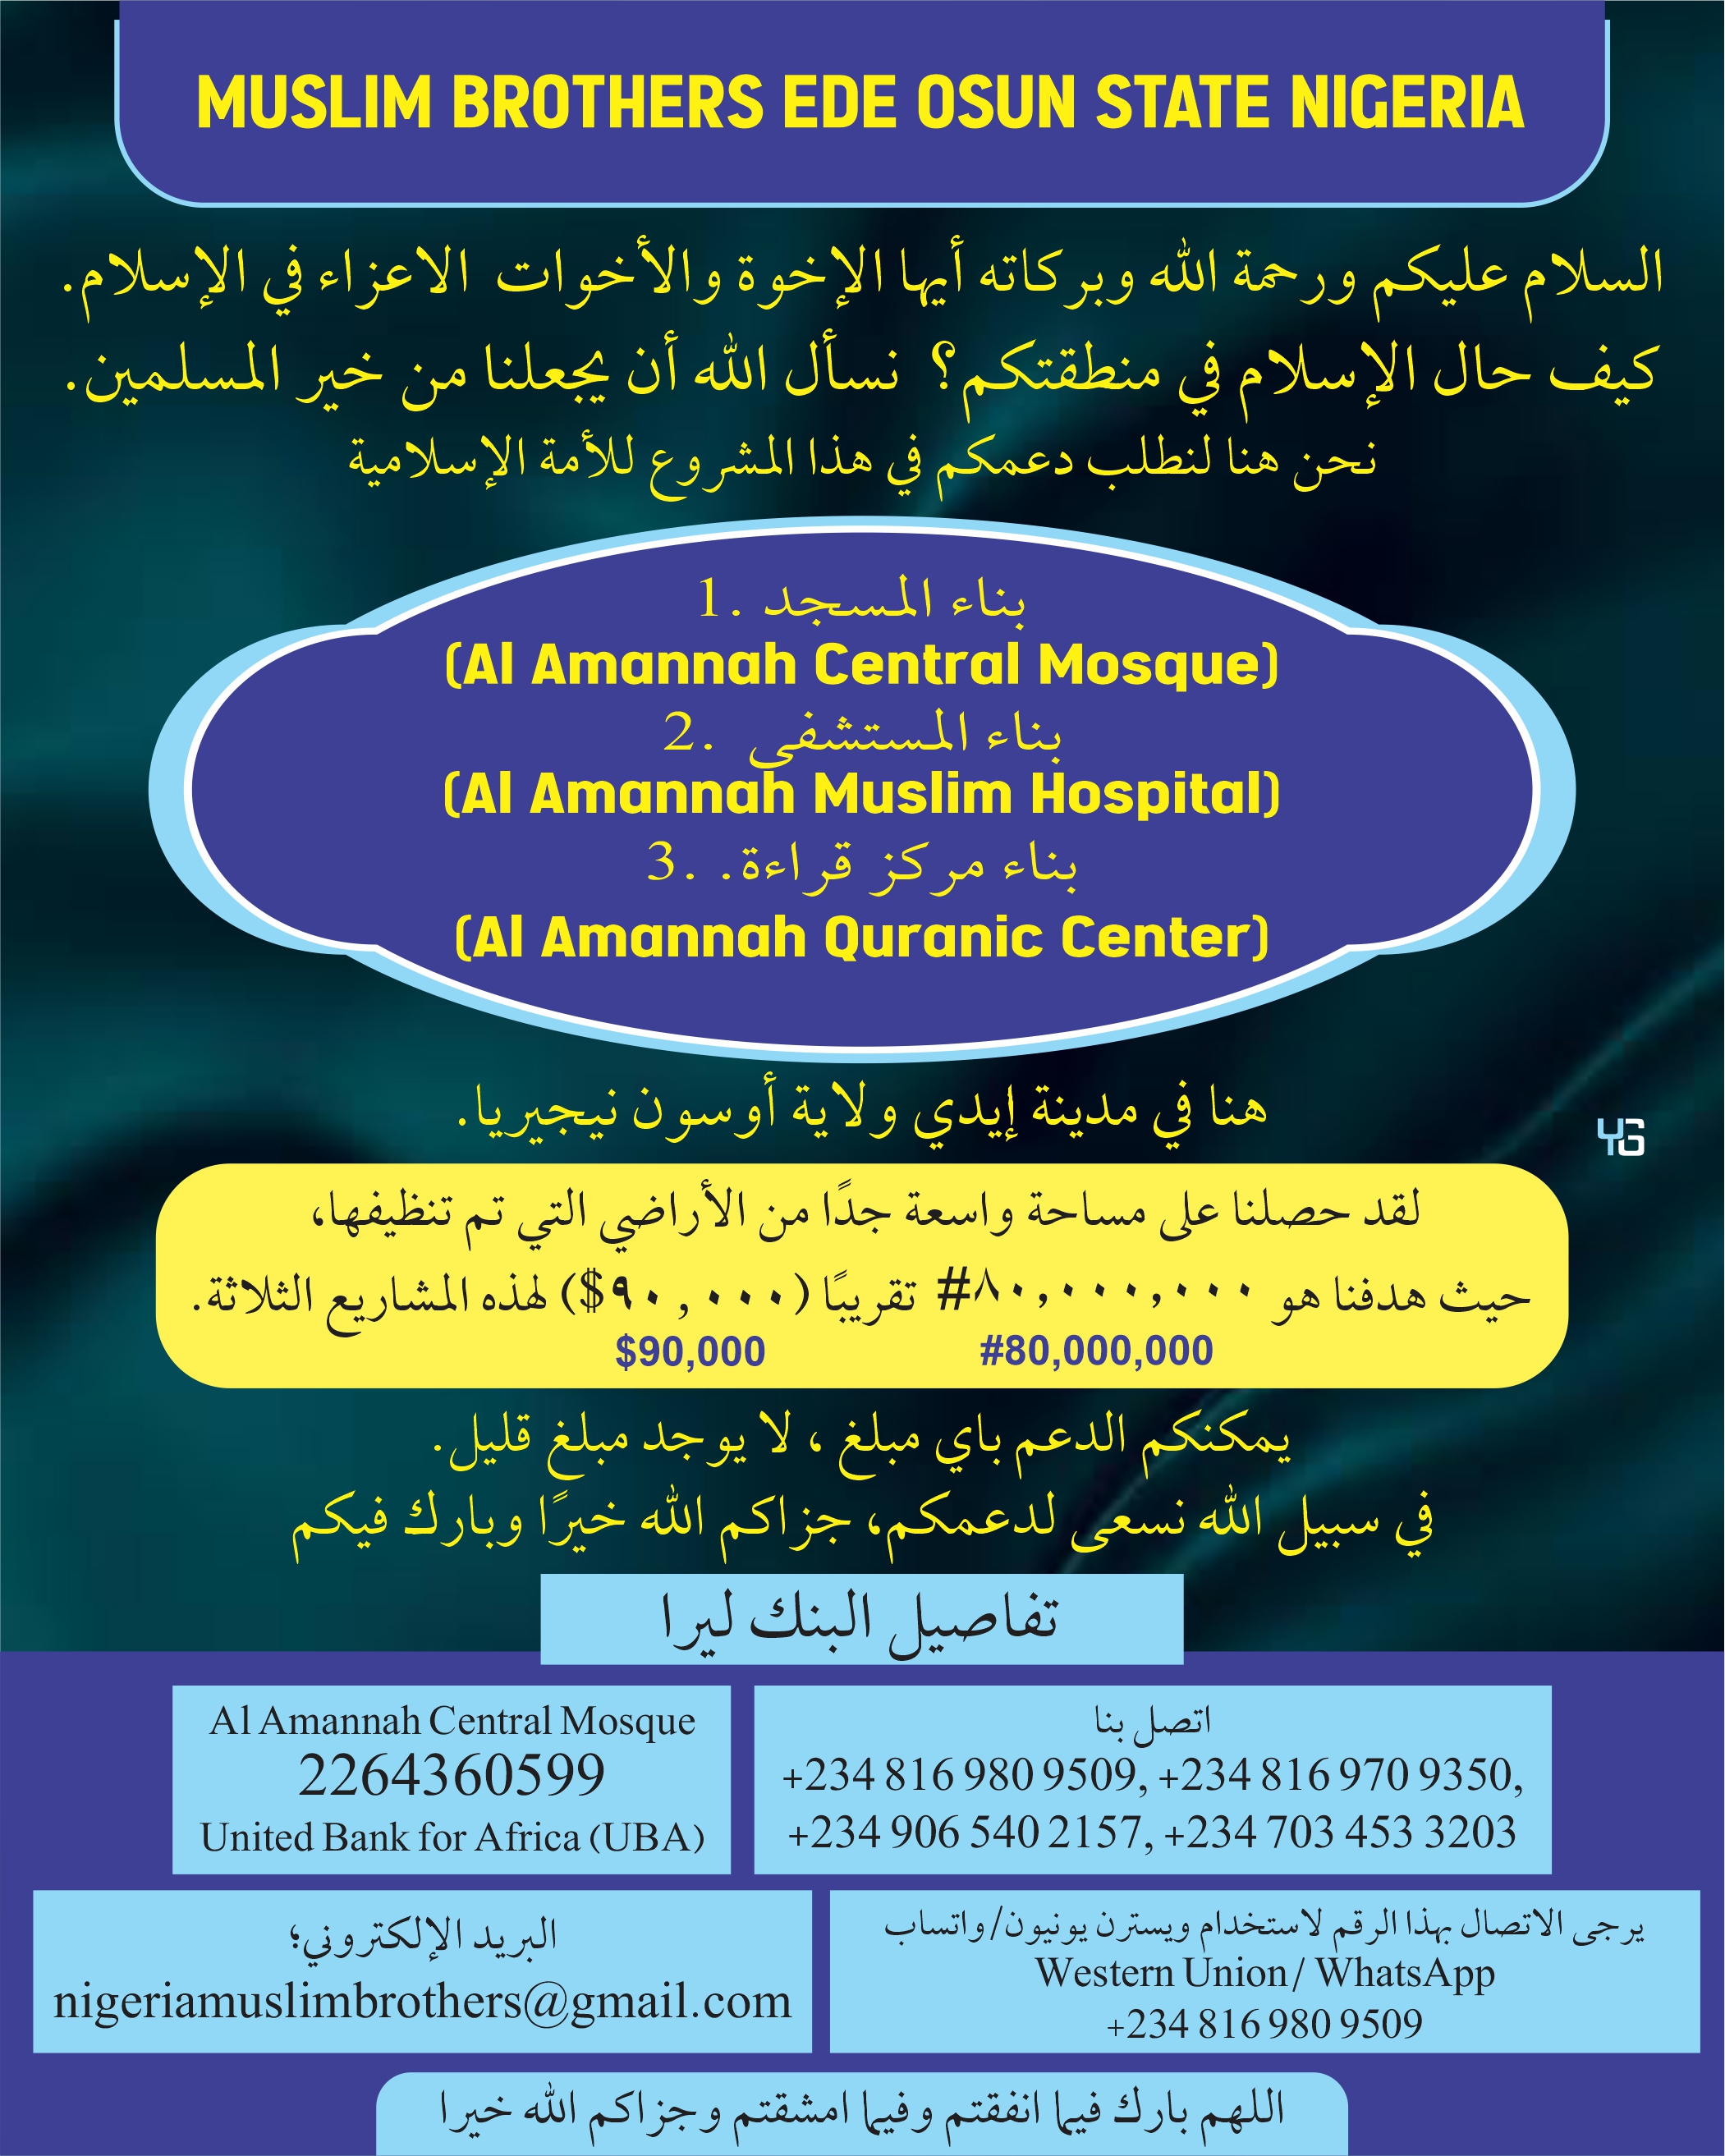 MUSLIM BROTHERS EDE OSUN STATE NIGERIA
السلام عليكم ورحمة الله وبركاته أيها الإخوة والأخوات الاعزاء في الإسلام.
كيف حال الإسلام في منطقتكم؟ نسأل الله أن يجعلنا من خير المسلمين.
نحن هنا لنطلب دعمكم في هذا المشروع للأمة الإسلامية
بناء المسجد .1
(Al Amannah Central Mosque)
بناء المستشفى .2
(Al Amannah Muslim Hospital)
بناء مركز قراءة. .3
(Al Amannah Quranic Center)
هنا في مدينة إيدي ولاية أوسون نيجيريا.
YG
لقد حصلنا على مساحة واسعة جدًا من الأراضي التي تم تنظيفها،
حيث هدفنا هو #٨٠,٠٠٠,٠٠٠ تقريبًا ($٩٠,٠٠٠) لهذه المشاريع الثلاثة.
$90,000 #80,000,000
يمكنكم الدعم باي مبلغ ، لا يوجد مبلغ قليل.
في سبيل الله نسعى لدعمكم، جزاكم الله خيرًا وبارك فيكم
تفاصيل البنك ليرا
Al Amannah Central Mosque
2264360599
United Bank for Africa (UBA)
اتصل بنا
+234 816 980 9509, +234 816 970 9350,
+234 906 540 2157, +234 703 453 3203
البريد الإلكتروني؛
nigeriamuslimbrothers@gmail.com
يرجى الاتصال بهذا الرقم لاستخدام ويسترن يونيون/واتساب
Western Union/ WhatsApp
+234 816 980 9509
اللهم بارك فيما انفقتم وفيما امشقتم وجزاكم الله خيرا